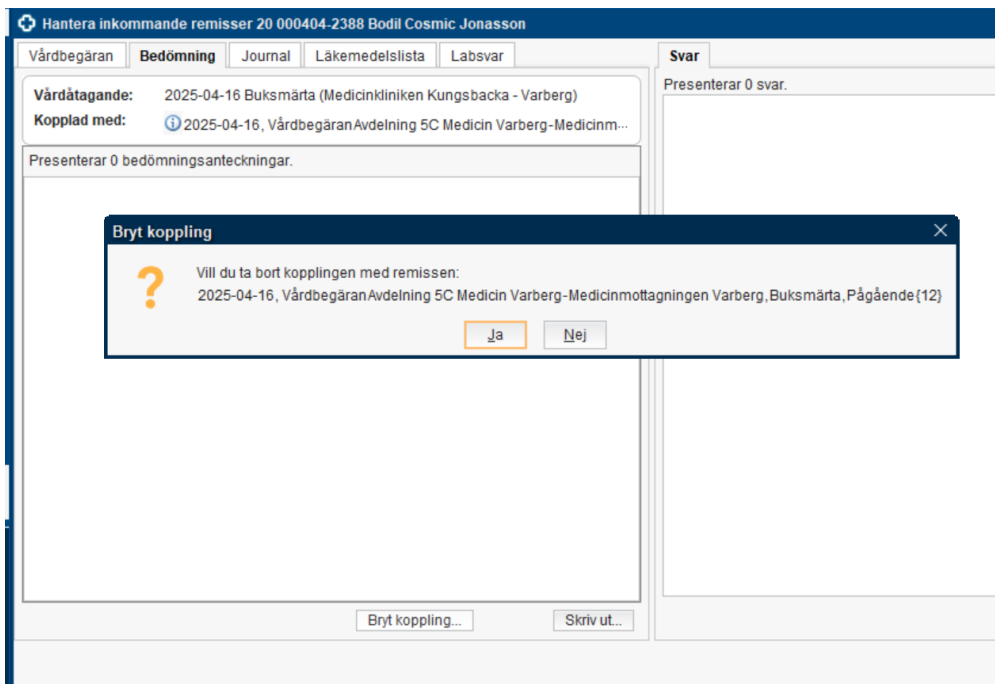 Hantera inkommande remisser 20 000404-2388 Bodil Cosmic Jonasson
Vårdbegäran Bedömning Journal Läkemedelslista Labsvar
Vårdåtagande: 2025-04-16 Buksmärta (Medicinkliniken Kungsbacka - Varberg)
Kopplad med: 2025-04-16, Vårdbegäran Avdelning 5C Medicin Varberg-Medicinm...
Presenterar 0 bedömningsanteckningar.
Svar
Presenterar 0 svar.
Bryt koppling
Vill du ta bort kopplingen med remissen:
2025-04-16, Vårdbegäran Avdelning 5C Medicin Varberg-Medicinmottagningen Varberg, Buksmärta, Pågående{12}
Ja Nej
Bryt koppling... Skriv ut...